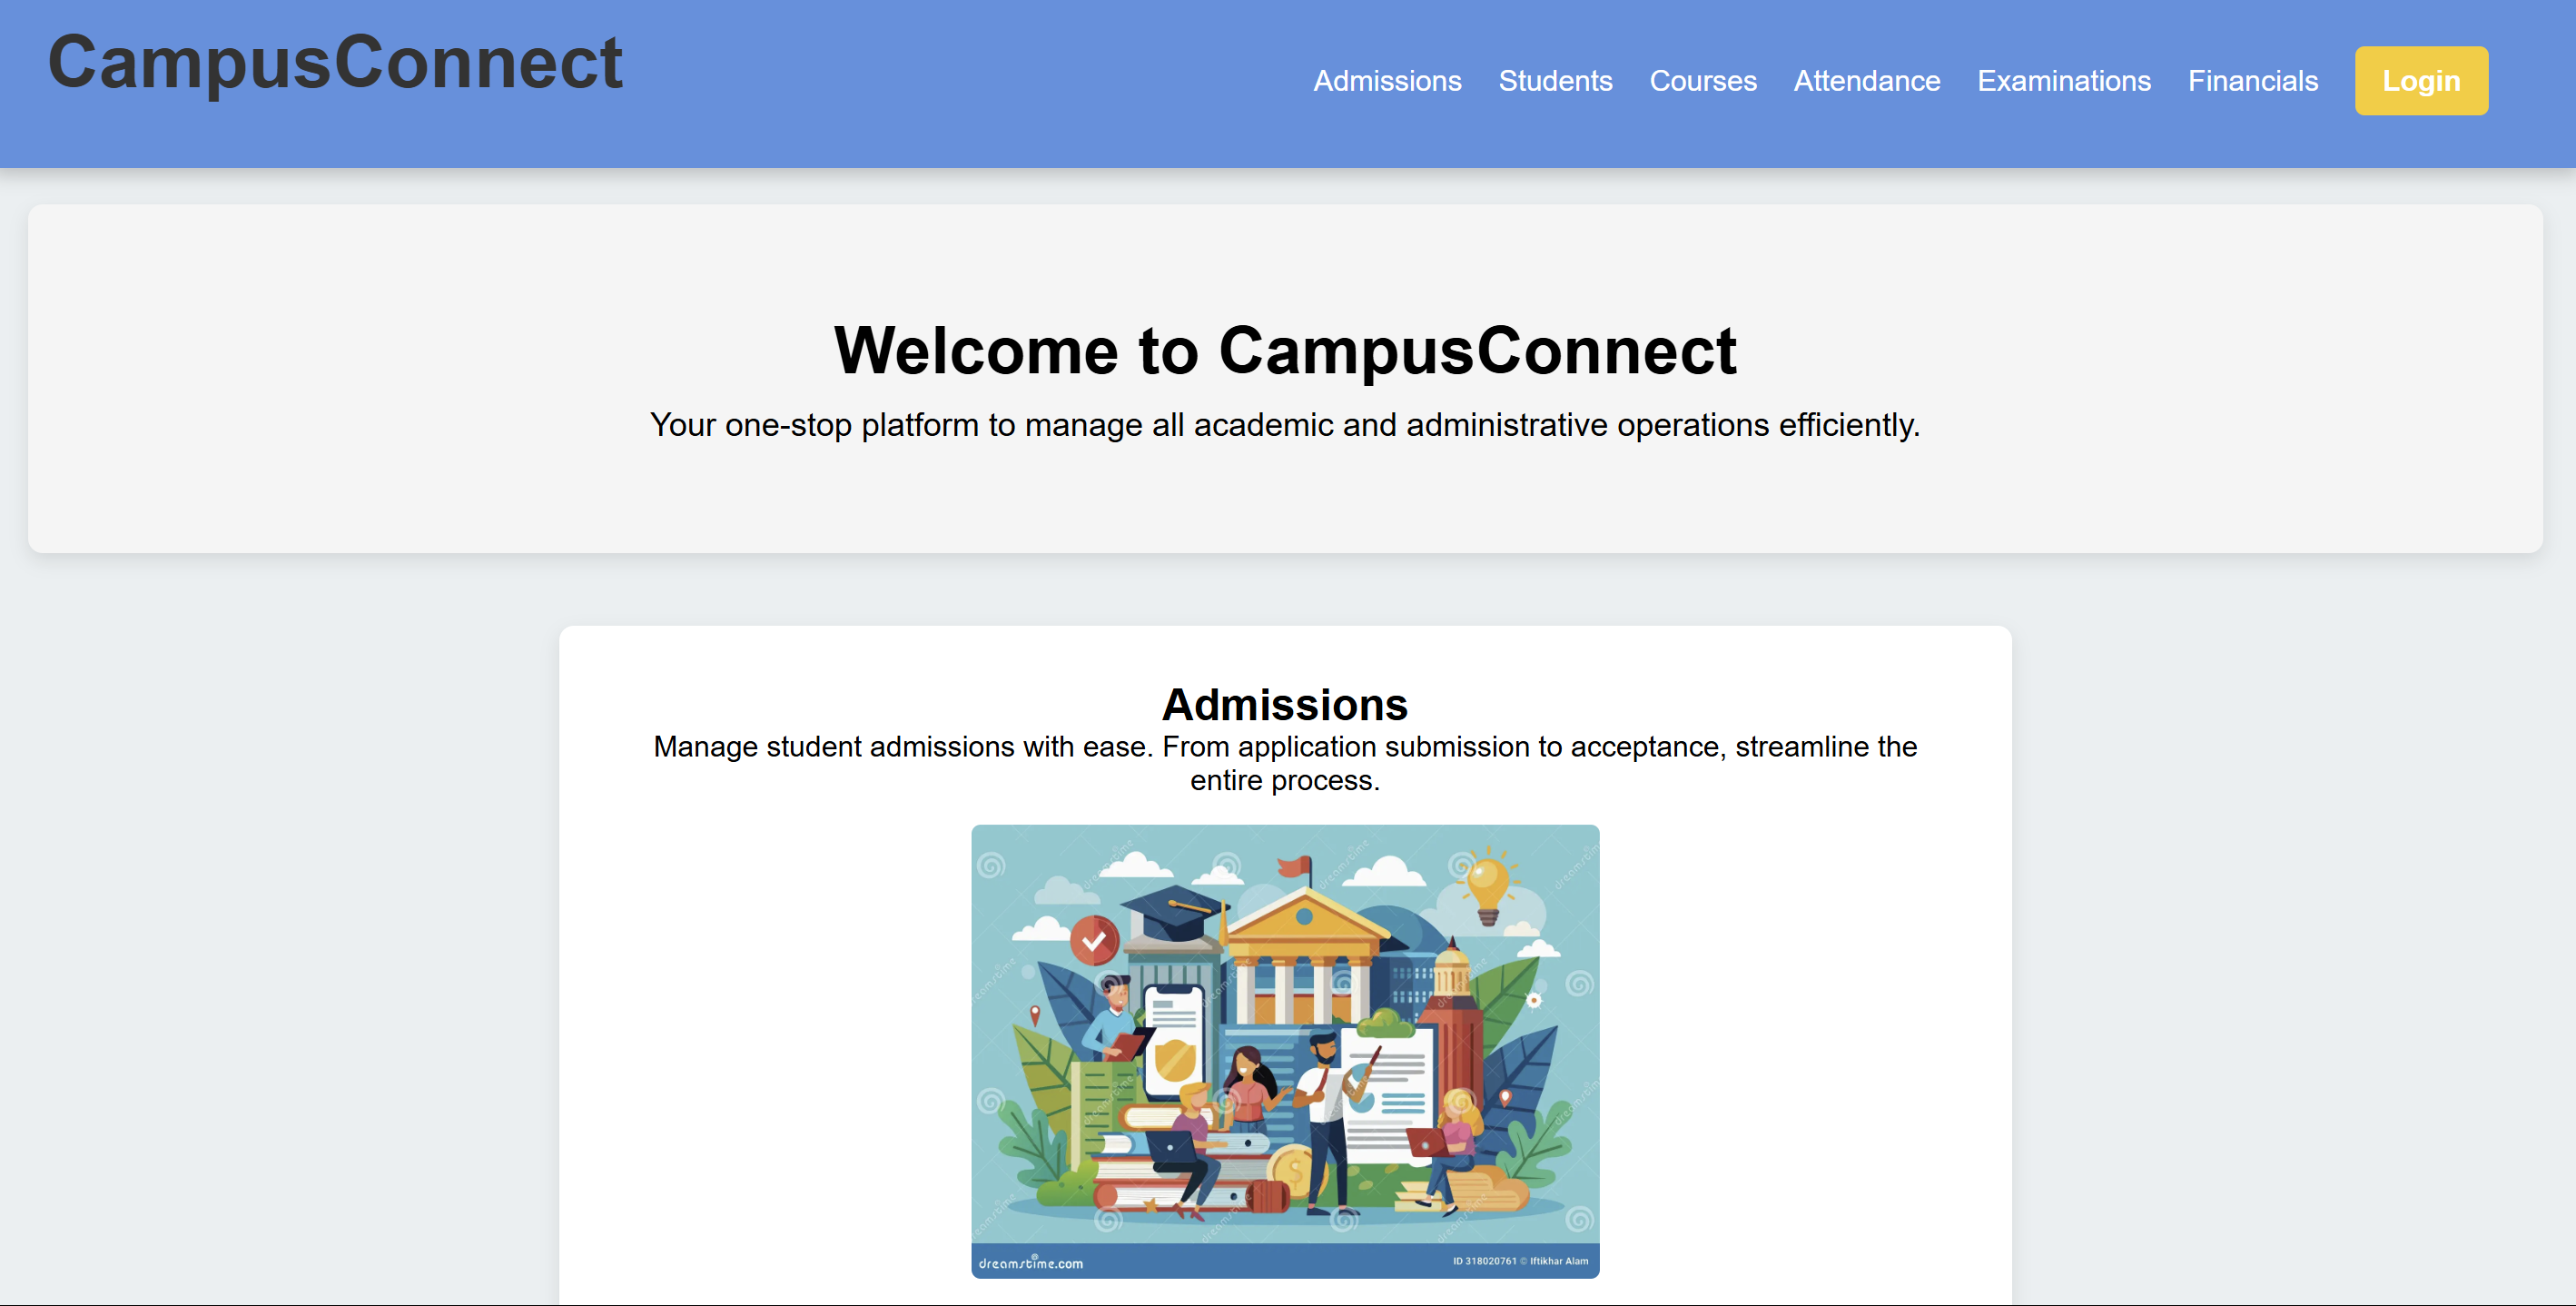 CampusConnect
Admissions Students Courses Attendance Examinations Financials Login
Welcome to CampusConnect
Your one-stop platform to manage all academic and administrative operations efficiently.
Admissions
Manage student admissions with ease. From application submission to acceptance, streamline the
entire process.
dreamstime
dreamstime.com
ID 318020761 © Iftikhar Alam